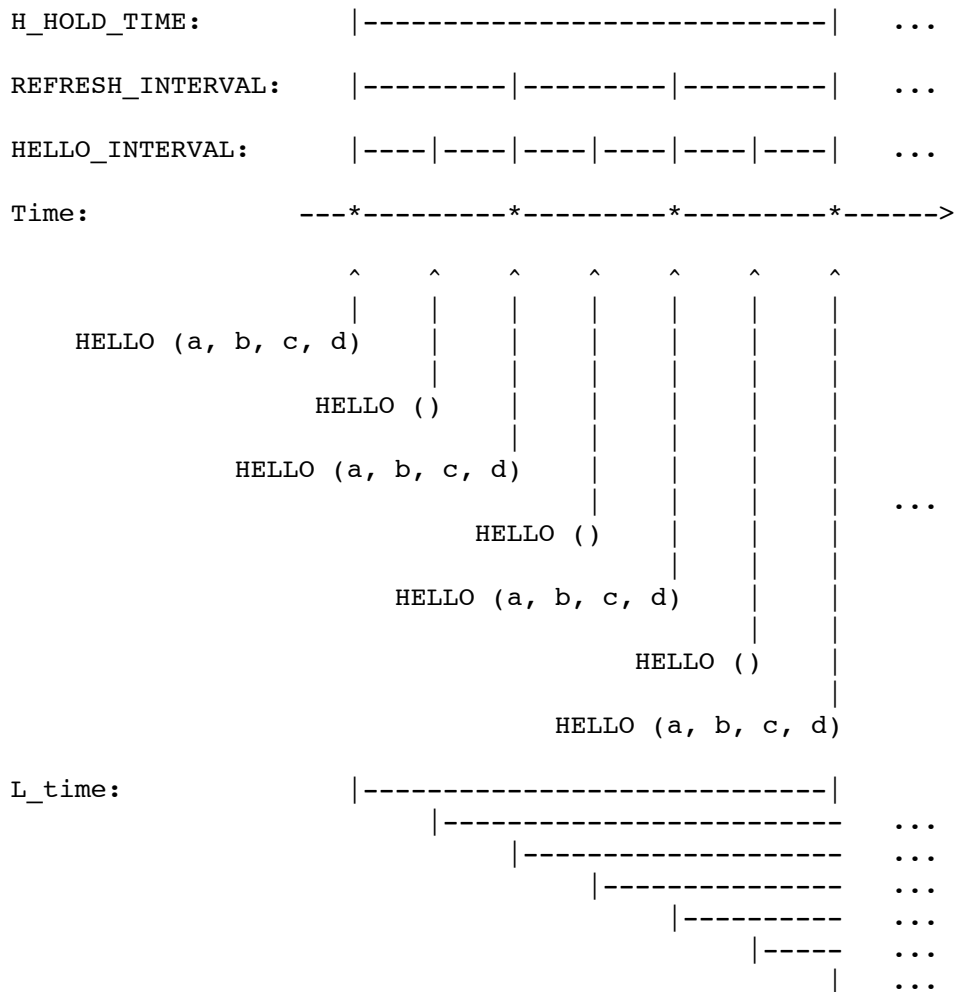 H_HOLD_TIME:         |-----------------------------|   ...
REFRESH_INTERVAL:    |---------|---------|---------|   ...
HELLO_INTERVAL:      |----|----|----|----|----|----|   ...
Time:             ---*---------*---------*---------*------>
                     ^    ^    ^    ^    ^    ^    ^
                     |    |    |    |    |    |    |
    HELLO (a, b, c, d)    |    |    |    |    |    |
                          |    |    |    |    |    |
                   HELLO ()    |    |    |    |    |
                               |    |    |    |    |
              HELLO (a, b, c, d)    |    |    |    |
                                    |    |    |    |   ...
                             HELLO ()    |    |    |
                                         |    |    |
                        HELLO (a, b, c, d)    |    |
                                              |    |
                                       HELLO ()    |
                                                   |
                                  HELLO (a, b, c, d)
L_time:              |-----------------------------|
                          |-------------------------   ...
                               |--------------------   ...
                                    |---------------   ...
                                         |----------   ...
                                              |-----   ...
                                                   |   ...